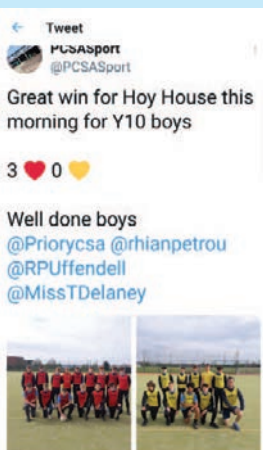 Tweet
PCSASport
@PCSASport
Great win for Hoy House this
morning for Y10 boys
3 ❤️ 0 💛
Well done boys
@Priorycsa @rhianpetrou
@RPUffendell
@MissTDelaney